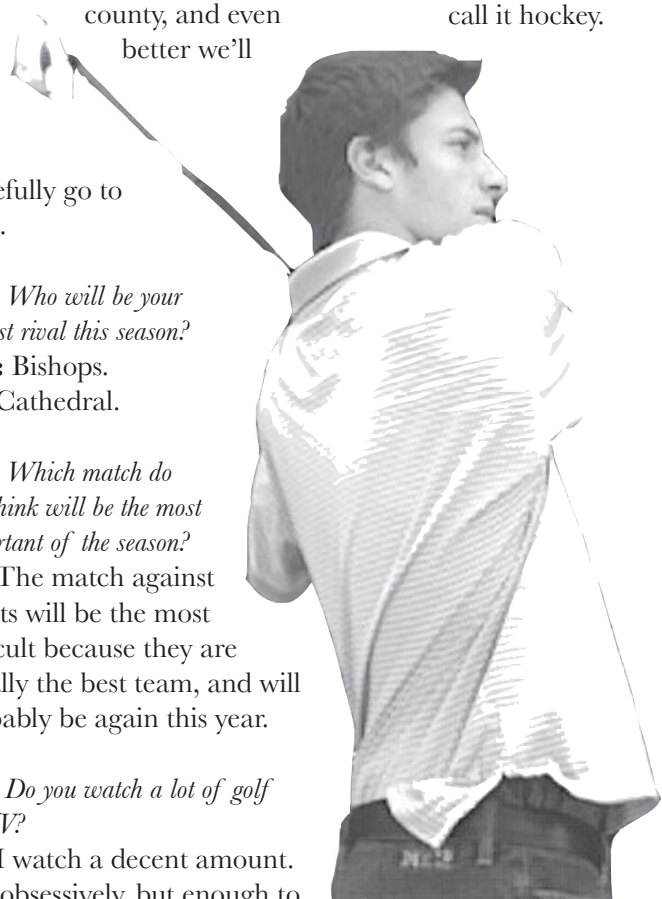 county, and even
better we'll
call it hockey.
efully go to
.
Who will be your
st rival this season?
: Bishops.
Cathedral.
Which match do
hink will be the most
rtant of the season?
The match against
ts will be the most
cult because they are
lly the best team, and will
bably be again this year.
Do you watch a lot of golf
V?
I watch a decent amount.
obsessively, but enough to